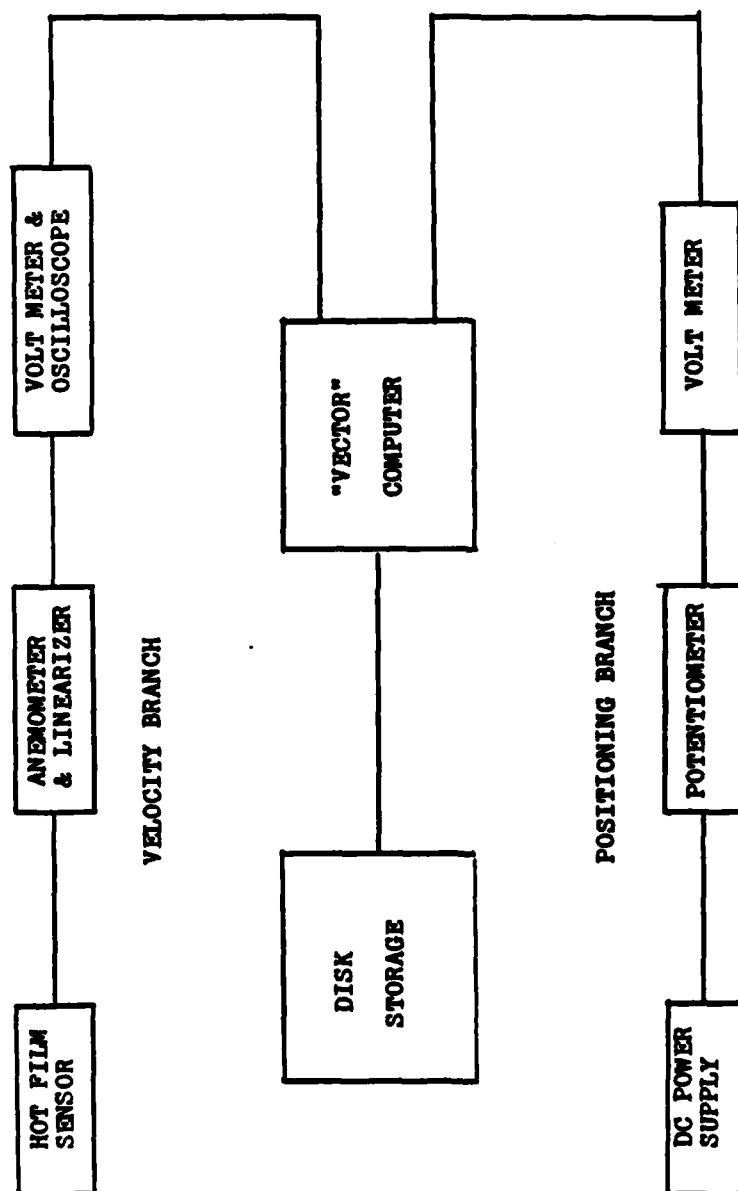 HOT FILM
SENSOR
ANEMOMETER
& LINEARIZER
VOLT METER &
OSCILLOSCOPE
VELOCITY BRANCH
DISK
STORAGE
"VECTOR"
COMPUTER
POSITIONING BRANCH
DC POWER
SUPPLY
POTENTIOMETER
VOLT METER